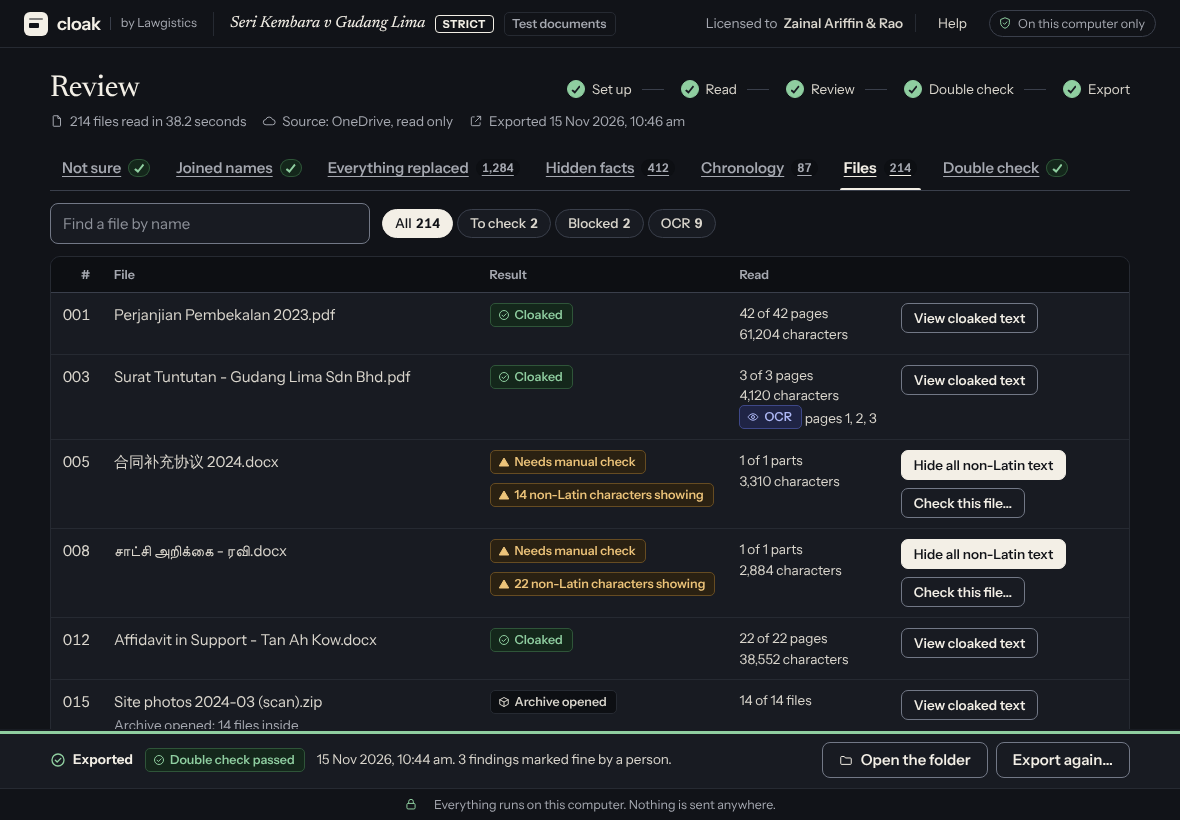 cloak by Lawgistics Seri Kembara v Gudang Lima STRICT Test documents Licensed to Zainal Ariffin & Rao Help On this computer only
Review Set up Read Review Double check Export
214 files read in 38.2 seconds Source: OneDrive, read only Exported 15 Nov 2026, 10:46 am
Not sure Joined names Everything replaced 1,284 Hidden facts 412 Chronology 87 Files 214 Double check
Find a file by name All 214 To check 2 Blocked 2 OCR 9
# File Result Read
001 Perjanjian Pembekalan 2023.pdf Cloaked 42 of 42 pages View cloaked text
61,204 characters
003 Surat Tuntutan - Gudang Lima Sdn Bhd.pdf Cloaked 3 of 3 pages View cloaked text
4,120 characters
OCR pages 1, 2, 3
005 合同补充协议 2024.docx Needs manual check 1 of 1 parts Hide all non-Latin text
14 non-Latin characters showing 3,310 characters Check this file...
008 சாட்சி அறிக்கை - ரவி.docx Needs manual check 1 of 1 parts Hide all non-Latin text
22 non-Latin characters showing 2,884 characters Check this file...
012 Affidavit in Support - Tan Ah Kow.docx Cloaked 22 of 22 pages View cloaked text
38,552 characters
015 Site photos 2024-03 (scan).zip Archive opened 14 of 14 files View cloaked text
Archive opened: 14 files inside
Exported Double check passed 15 Nov 2026, 10:44 am. 3 findings marked fine by a person. Open the folder Export again...
Everything runs on this computer. Nothing is sent anywhere.